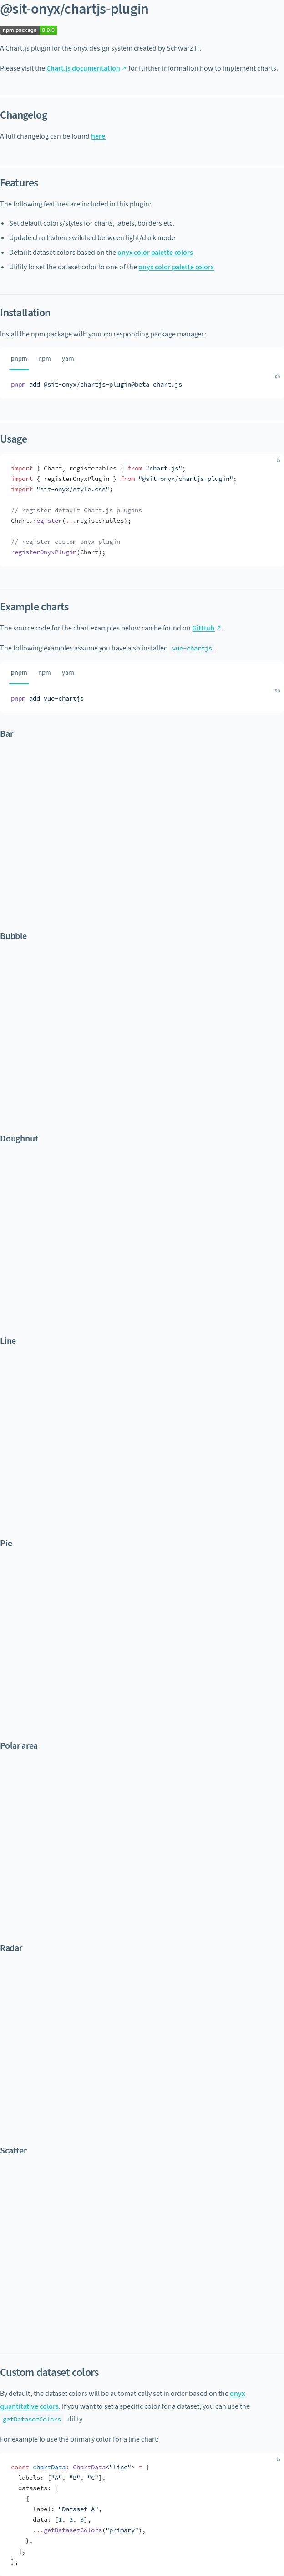 @sit-onyx/chartjs-plugin
npm package 0.0.0
A Chart.js plugin for the onyx design system created by Schwarz IT.
Please visit the Chart.js documentation ↗ for further information how to implement charts.
Changelog
A full changelog can be found here.
Features
The following features are included in this plugin:
• Set default colors/styles for charts, labels, borders etc.
• Update chart when switched between light/dark mode
• Default dataset colors based on the onyx color palette colors
• Utility to set the dataset color to one of the onyx color palette colors
Installation
Install the npm package with your corresponding package manager:
pnpm npm yarn
sh
pnpm add @sit-onyx/chartjs-plugin@beta chart.js
Usage
ts
import { Chart, registerables } from "chart.js";
import { registerOnyxPlugin } from "@sit-onyx/chartjs-plugin";
import "sit-onyx/style.css";
// register default Chart.js plugins
Chart.register(...registerables);
// register custom onyx plugin
registerOnyxPlugin(Chart);
Example charts
The source code for the chart examples below can be found on GitHub ↗.
The following examples assume you have also installed vue-chartjs.
pnpm npm yarn
sh
pnpm add vue-chartjs
Bar
Bubble
Doughnut
Line
Pie
Polar area
Radar
Scatter
Custom dataset colors
By default, the dataset colors will be automatically set in order based on the onyx
quantitative colors. If you want to set a specific color for a dataset, you can use the
getDatasetColors utility.
For example to use the primary color for a line chart:
ts
const chartData: ChartData<"line"> = {
labels: ["A", "B", "C"],
datasets: [
{
label: "Dataset A",
data: [1, 2, 3],
...getDatasetColors("primary"),
},
],
};